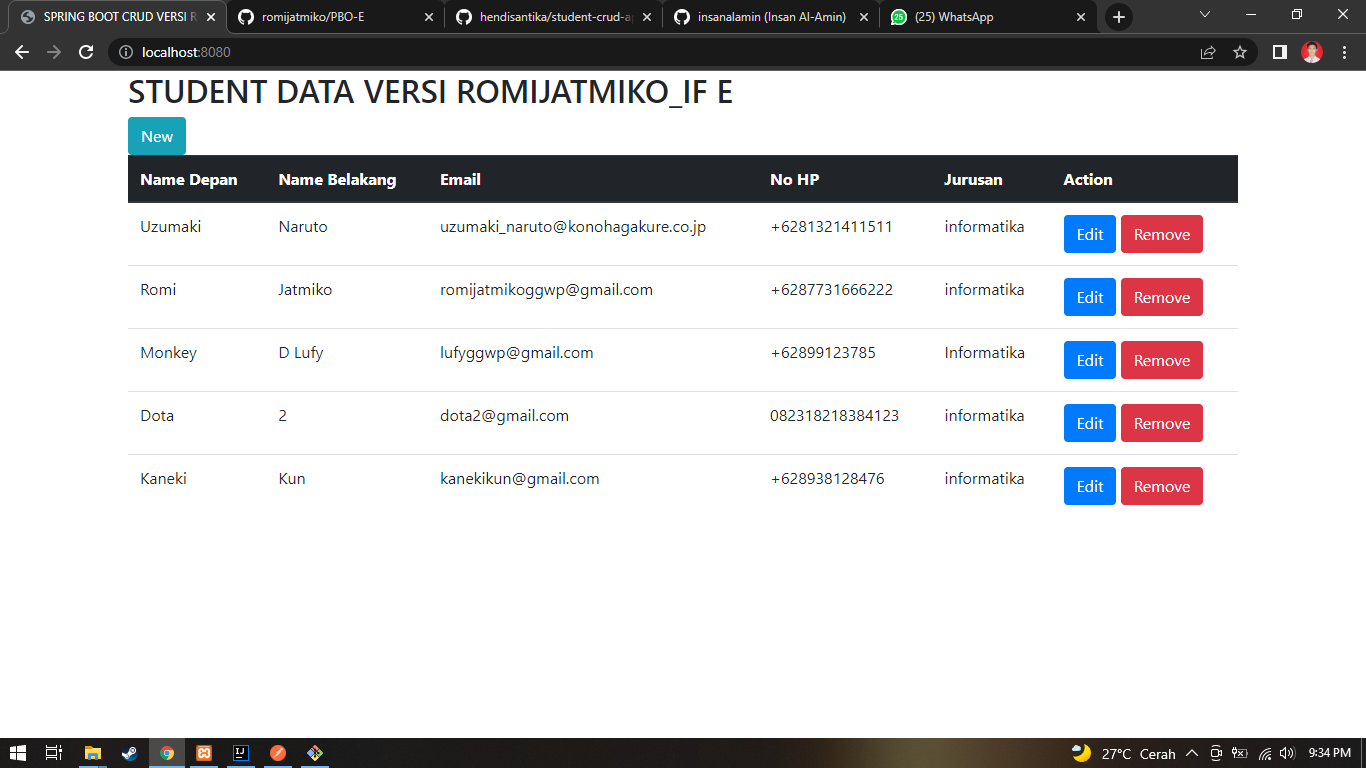 SPRING BOOT CRUD VERSI R
romijatmiko/PBO-E
hendisantika/student-crud-a
insanalamin (Insan Al-Amin)
25 (25) WhatsApp
localhost:8080
STUDENT DATA VERSI ROMIJATMIKO_IF E
New
Name Depan Name Belakang Email No HP Jurusan Action
Uzumaki Naruto uzumaki_naruto@konohagakure.co.jp +6281321411511 informatika Edit Remove
Romi Jatmiko romijatmikoggwp@gmail.com +6287731666222 informatika Edit Remove
Monkey D Lufy lufyggwp@gmail.com +62899123785 Informatika Edit Remove
Dota 2 dota2@gmail.com 082318218384123 informatika Edit Remove
Kaneki Kun kanekikun@gmail.com +628938128476 informatika Edit Remove
IJ
27°C Cerah 9:34 PM